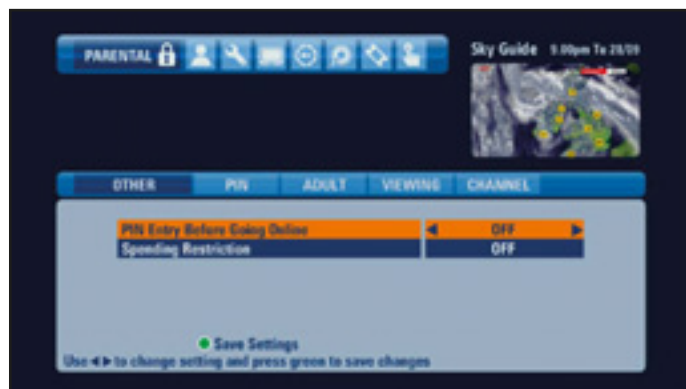 PARENTAL
Sky Guide 9.00pm Tu 28/09
OTHER PIN ADULT VIEWING CHANNEL
PIN Entry Before Going Online OFF
Spending Restriction OFF
Save Settings
Use ◀ ▶ to change setting and press green to save changes